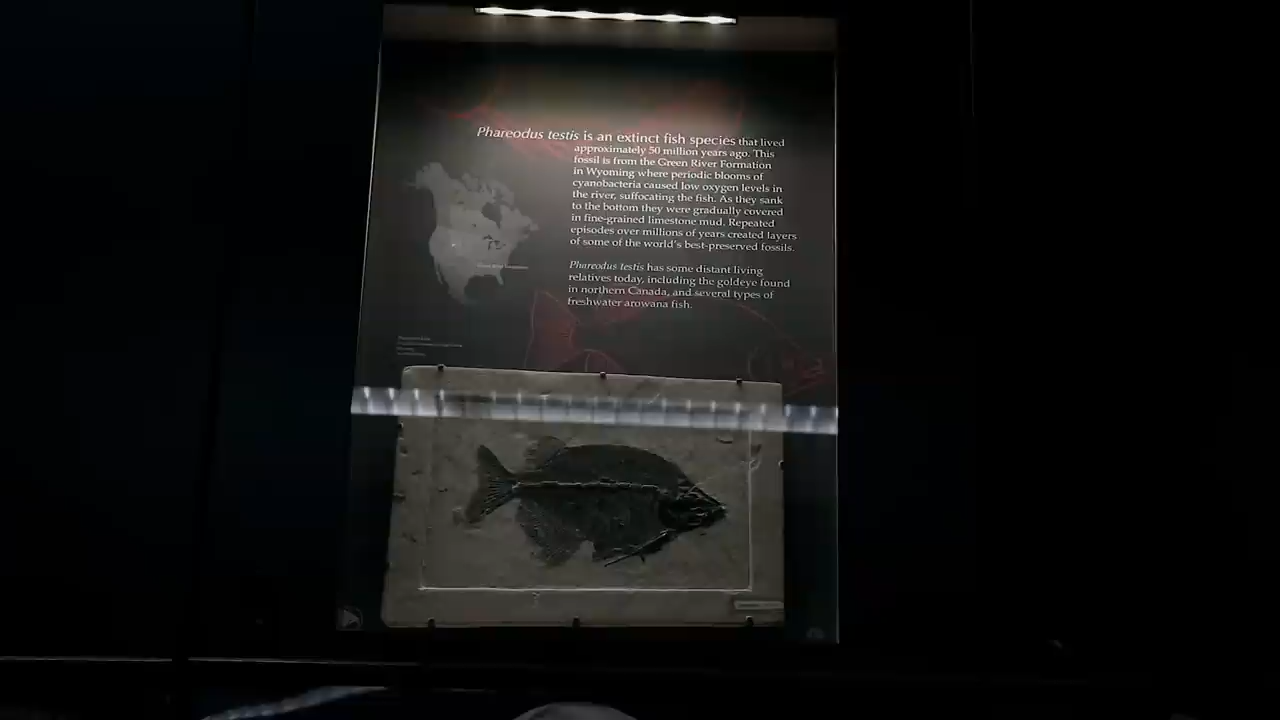 Phareodus testis is an extinct fish species that lived
approximately 50 million years ago. This
fossil is from the Green River Formation
in Wyoming where periodic blooms of
cyanobacteria caused low oxygen levels in
the river, suffocating the fish. As they sank
to the bottom they were gradually covered
in fine-grained limestone mud. Repeated
episodes over millions of years created layers
of some of the world's best-preserved fossils.
Phareodus testis has some distant living
relatives today, including the goldeye found
in northern Canada, and several types of
freshwater arowana fish.